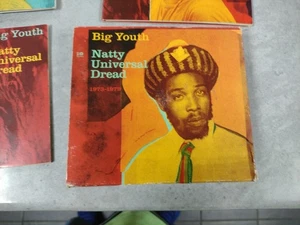 Big Youth
Natty
Universal
Dread
1973-1979
g Youth
Natty
Universal
Dread